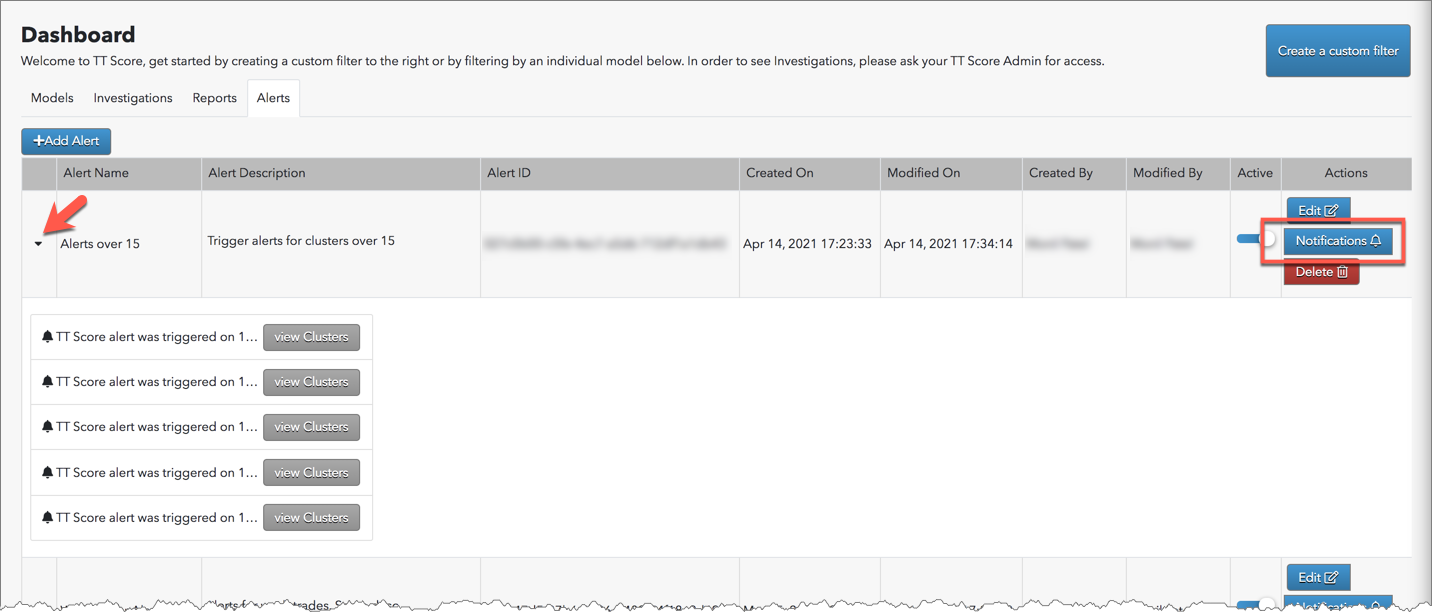 Dashboard
Create a custom filter
Welcome to TT Score, get started by creating a custom filter to the right or by filtering by an individual model below. In order to see Investigations, please ask your TT Score Admin for access.
Models Investigations Reports Alerts
+Add Alert
Alert Name Alert Description Alert ID Created On Modified On Created By Modified By Active Actions
Edit
Alerts over 15 Trigger alerts for clusters over 15 Apr 14, 2021 17:23:33 Apr 14, 2021 17:34:14 Notifications
Delete
TT Score alert was triggered on 1... view Clusters
TT Score alert was triggered on 1... view Clusters
TT Score alert was triggered on 1... view Clusters
TT Score alert was triggered on 1... view Clusters
TT Score alert was triggered on 1... view Clusters
Edit